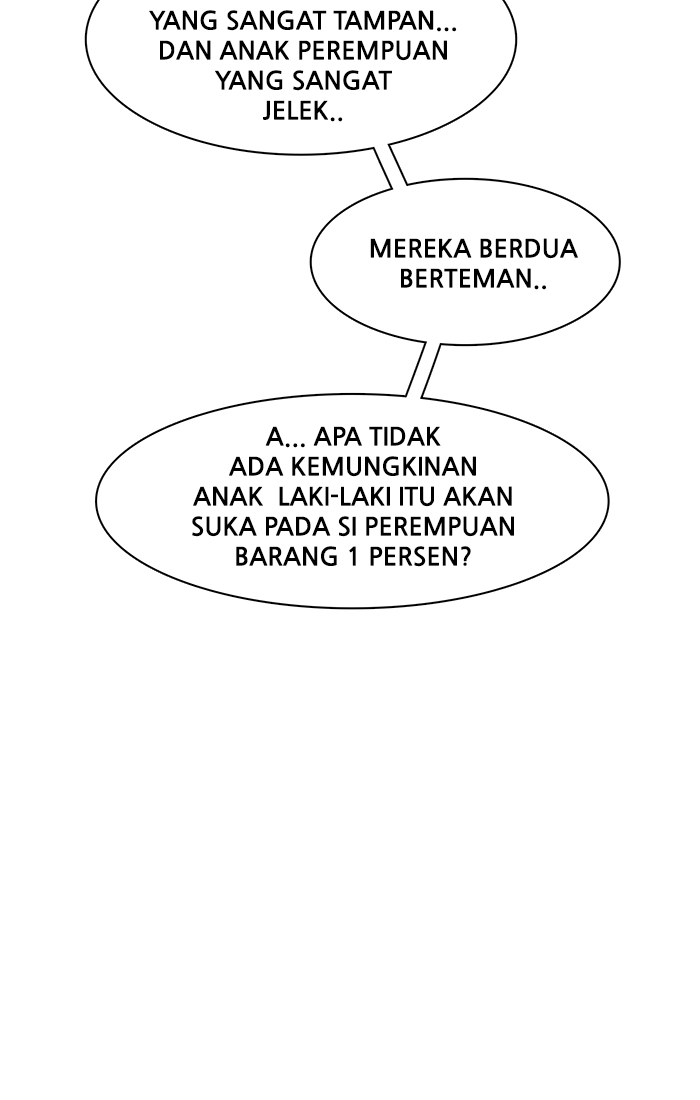 YANG SANGAT TAMPAN...
DAN ANAK PEREMPUAN
YANG SANGAT
JELEK..
MEREKA BERDUA
BERTEMAN..
A... APA TIDAK
ADA KEMUNGKINAN
ANAK LAKI-LAKI ITU AKAN
SUKA PADA SI PEREMPUAN
BARANG 1 PERSEN?